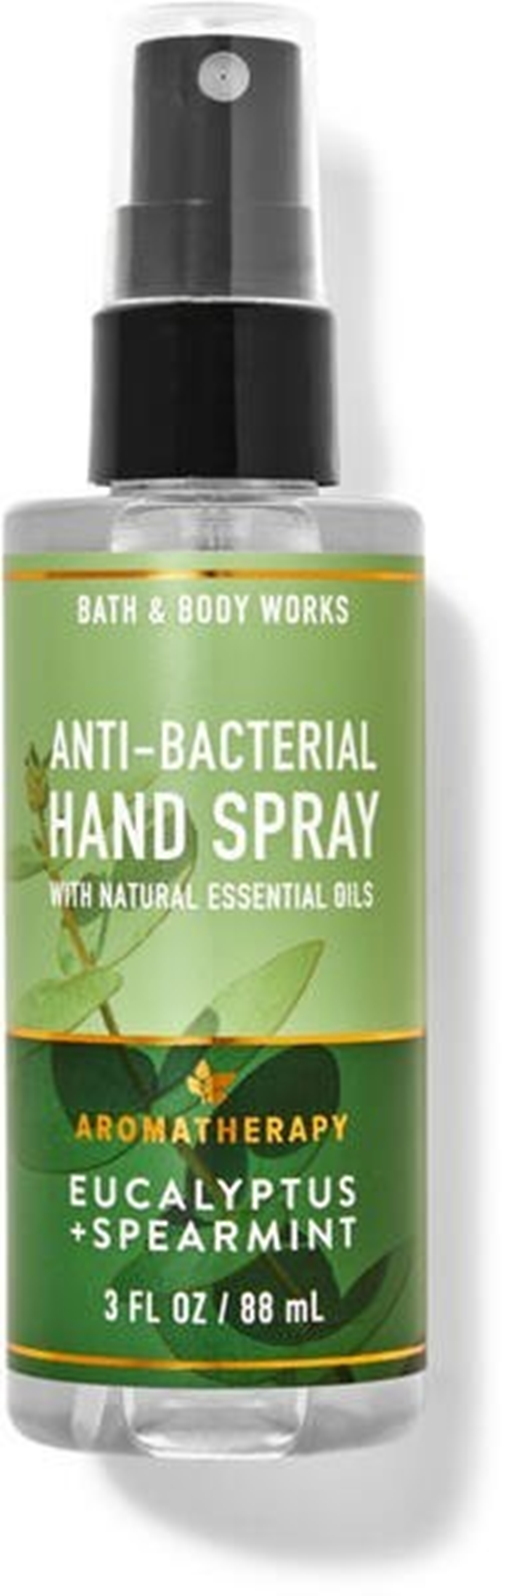 BATH & BODY WORKS
ANTI-BACTERIAL
HAND SPRAY
WITH NATURAL ESSENTIAL OILS
AROMATHERAPY
EUCALYPTUS
+SPEARMINT
3 FL OZ / 88 mL